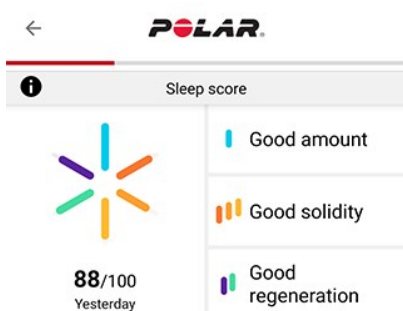 POLAR.
Sleep score
Good amount
Good solidity
Good
regeneration
88/100
Yesterday